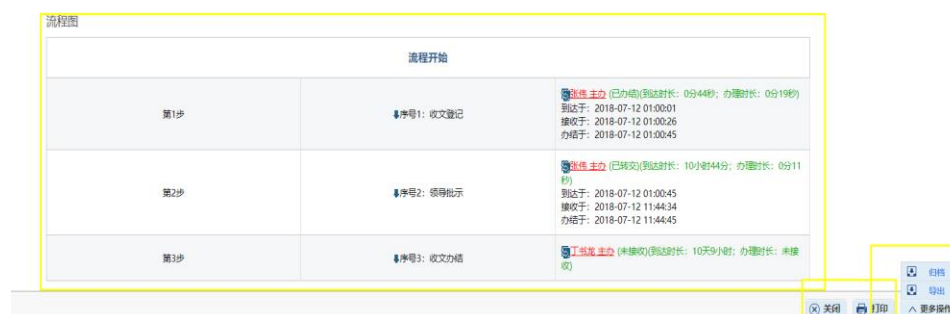 流程图
流程开始
第1步
序号1：收文登记
张伟 主办 (已办结)(到达时长：0分44秒；办理时长：0分19秒)
到达于：2018-07-12 01:00:01
接收于：2018-07-12 01:00:26
办结于：2018-07-12 01:00:45
第2步
序号2：领导批示
张伟 主办 (已转交)(到达时长：10小时44分；办理时长：0分11
秒)
到达于：2018-07-12 01:00:45
接收于：2018-07-12 11:44:34
办结于：2018-07-12 11:44:45
第3步
序号3：收文办结
丁书龙 主办 (未接收)(到达时长：10天9小时；办理时长：未接
收)
归档
导出
关闭
打印
更多操作